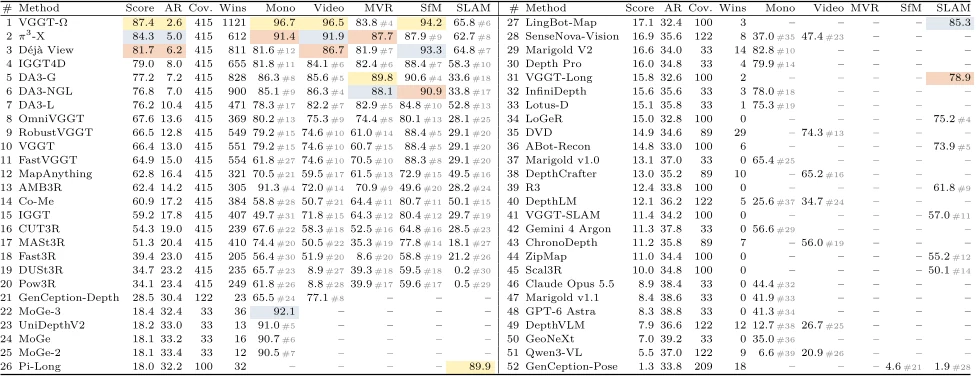 # Method Score AR Cov. Wins Mono Video MVR SfM SLAM
1 VGGT-Ω 87.4 2.6 415 1121 96.7 96.5 83.8 #4 94.2 65.8 #6
2 π³-X 84.3 5.0 415 612 91.4 91.9 87.7 87.9 #9 62.7 #8
3 Déjà View 81.7 6.2 415 811 81.6 #12 86.7 81.9 #7 93.3 64.8 #7
4 IGGT4D 79.0 8.0 415 655 81.8 #11 84.1 #6 82.4 #6 88.4 #7 58.3 #10
5 DA3-G 77.2 7.2 415 828 86.3 #8 85.6 #5 89.8 90.6 #4 33.6 #18
6 DA3-NGL 76.8 7.0 415 900 85.1 #9 86.3 #4 88.1 90.9 33.8 #17
7 DA3-L 76.2 10.4 415 471 78.3 #17 82.2 #7 82.9 #5 84.8 #10 52.8 #13
8 OmniVGGT 67.6 13.6 415 369 80.2 #13 75.3 #9 74.4 #8 80.1 #13 28.1 #25
9 RobustVGGT 66.5 12.8 415 549 79.2 #15 74.6 #10 61.0 #14 88.4 #5 29.1 #20
10 VGGT 66.4 13.0 415 551 79.2 #15 74.6 #10 60.7 #15 88.4 #5 29.1 #20
11 FastVGGT 64.9 15.0 415 554 61.8 #27 74.6 #10 70.5 #10 88.3 #8 29.1 #20
12 MapAnything 62.8 16.4 415 321 70.5 #21 59.5 #17 61.5 #13 72.9 #15 49.5 #16
13 AMB3R 62.4 14.2 415 305 91.3 #4 72.0 #14 70.9 #9 49.6 #20 28.2 #24
14 Co-Me 60.9 17.2 415 384 58.8 #28 50.7 #21 64.4 #11 80.7 #11 50.1 #15
15 IGGT 59.2 17.8 415 407 49.7 #31 71.8 #15 64.3 #12 80.4 #12 29.7 #19
16 CUT3R 54.3 19.0 415 239 67.6 #22 58.3 #18 52.5 #16 64.8 #16 28.5 #23
17 MASt3R 51.3 20.4 415 410 74.4 #20 50.5 #22 35.3 #19 77.8 #14 18.1 #27
18 Fast3R 39.4 23.0 415 205 56.4 #30 51.9 #20 8.6 #20 58.8 #19 21.2 #26
19 DUSt3R 34.7 23.2 415 235 65.7 #23 8.9 #27 39.3 #18 59.5 #18 0.2 #30
20 Pow3R 34.1 23.4 415 249 61.8 #26 8.8 #28 39.9 #17 59.6 #17 0.5 #29
21 GenCeption-Depth 28.5 30.4 122 23 65.5 #24 77.1 #8 – – –
22 MoGe-3 18.4 32.4 33 36 92.1 – – – –
23 UniDepthV2 18.2 33.0 33 13 91.0 #5 – – – –
24 MoGe 18.1 33.2 33 16 90.7 #6 – – – –
25 MoGe-2 18.1 33.4 33 12 90.5 #7 – – – –
26 Pi-Long 18.0 32.2 100 32 – – – – 89.9
# Method Score AR Cov. Wins Mono Video MVR SfM SLAM
27 LingBot-Map 17.1 32.4 100 3 – – – – 85.3
28 SenseNova-Vision 16.9 35.6 122 8 37.0 #35 47.4 #23 – – –
29 Marigold V2 16.6 34.0 33 14 82.8 #10 – – – –
30 Depth Pro 16.0 34.8 33 4 79.9 #14 – – – –
31 VGGT-Long 15.8 32.6 100 2 – – – – 78.9
32 InfiniDepth 15.6 35.6 33 3 78.0 #18 – – – –
33 Lotus-D 15.1 35.8 33 1 75.3 #19 – – – –
34 LoGeR 15.0 32.8 100 0 – – – – 75.2 #4
35 DVD 14.9 34.6 89 29 – 74.3 #13 – – –
36 ABot-Recon 14.8 33.0 100 6 – – – – 73.9 #5
37 Marigold v1.0 13.1 37.0 33 0 65.4 #25 – – – –
38 DepthCrafter 13.0 35.2 89 10 – 65.2 #16 – – –
39 R3 12.4 33.8 100 0 – – – – 61.8 #9
40 DepthLM 12.1 36.2 122 5 25.6 #37 34.7 #24 – – –
41 VGGT-SLAM 11.4 34.2 100 0 – – – – 57.0 #11
42 Gemini 4 Argon 11.3 37.8 33 0 56.6 #29 – – – –
43 ChronoDepth 11.2 35.8 89 7 – 56.0 #19 – – –
44 ZipMap 11.0 34.4 100 0 – – – – 55.2 #12
45 Scal3R 10.0 34.8 100 0 – – – – 50.1 #14
46 Claude Opus 5.5 8.9 38.4 33 0 44.4 #32 – – – –
47 Marigold v1.1 8.4 38.6 33 0 41.9 #33 – – – –
48 GPT-6 Astra 8.3 38.8 33 0 41.3 #34 – – – –
49 DepthVLM 7.9 36.6 122 12 12.7 #38 26.7 #25 – – –
50 GeoNeXt 7.0 39.2 33 0 35.0 #36 – – – –
51 Qwen3-VL 5.5 37.0 122 9 6.6 #39 20.9 #26 – – –
52 GenCeption-Pose 1.3 33.8 209 18 – – – 4.6 #21 1.9 #28